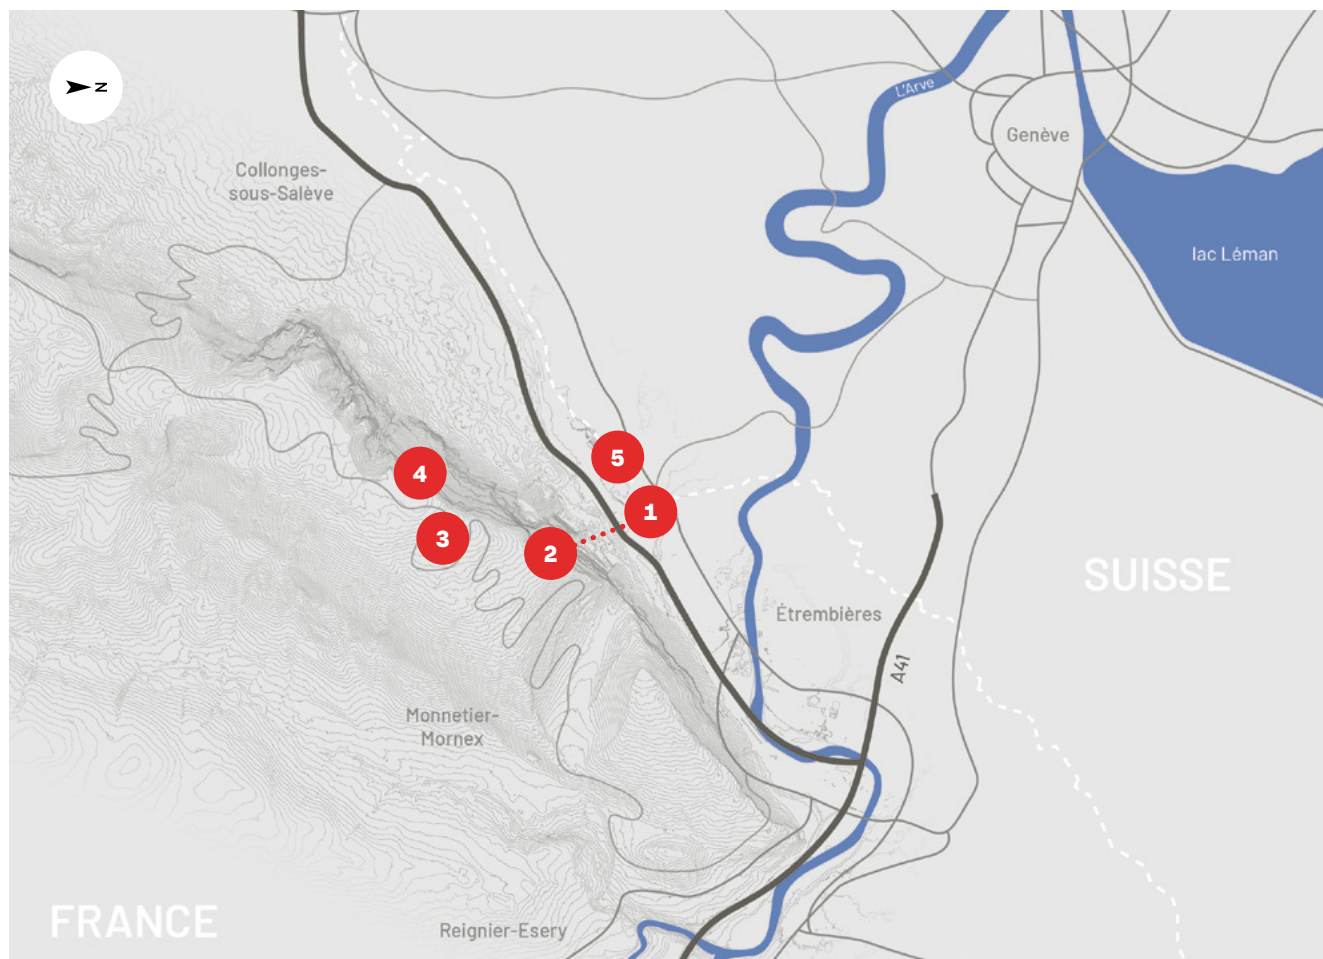 N
L'Arve
Genève
Collonges-
sous-Salève
lac Léman
5
4
1
3
2
SUISSE
Étrembières
A41
Monnetier-
Mornex
FRANCE
Reignier-Esery